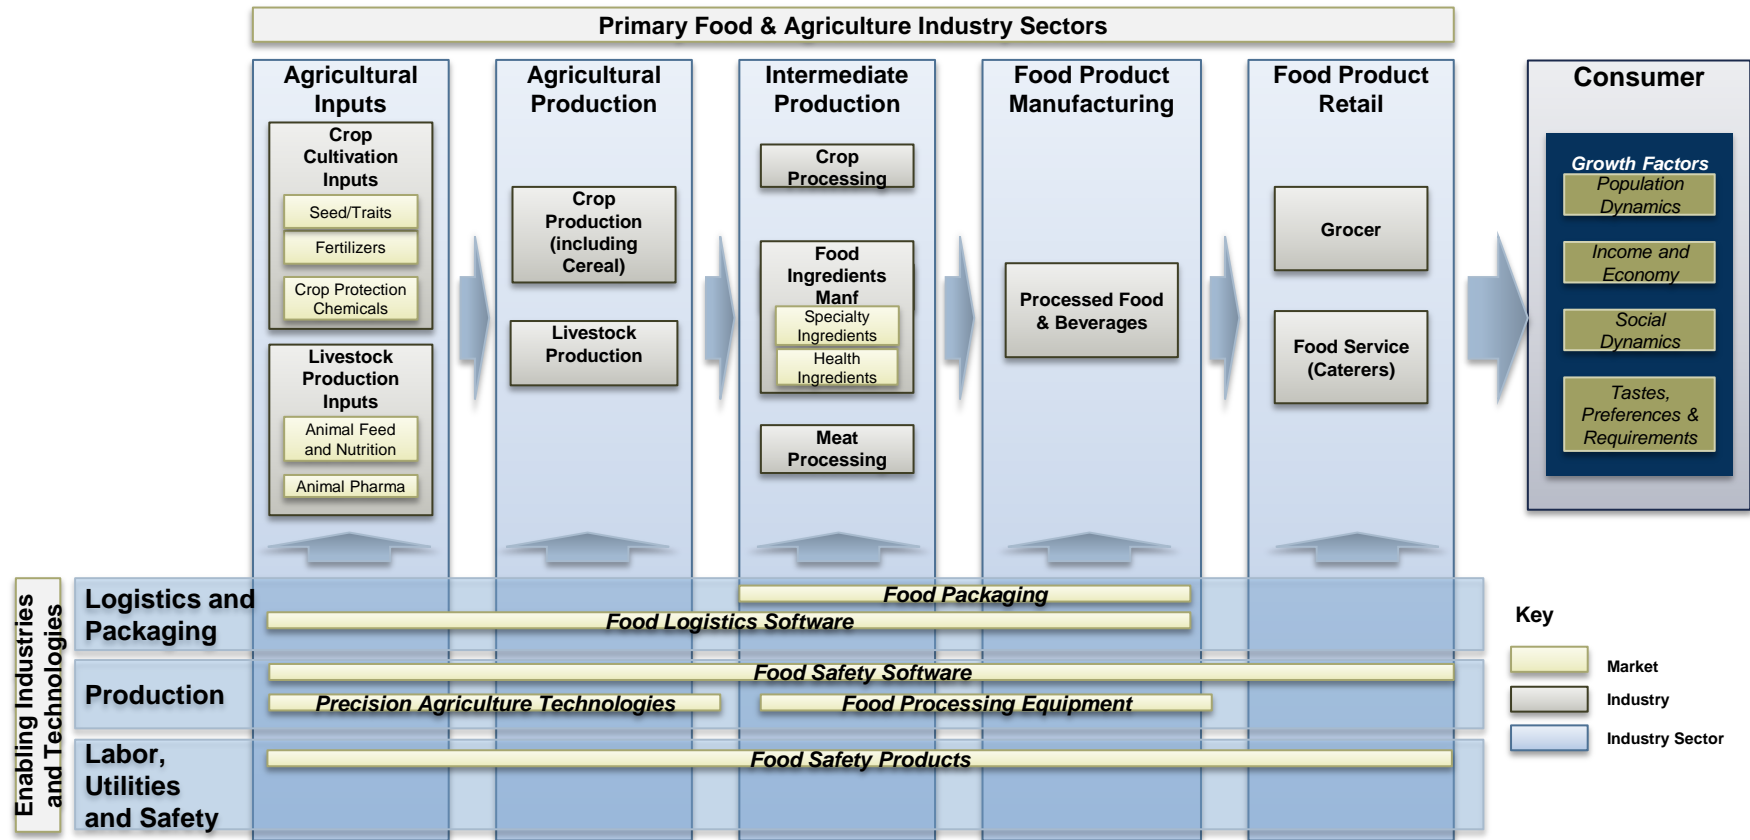 Primary Food & Agriculture Industry Sectors
Agricultural
Inputs
Crop
Cultivation
Inputs
Seed/Traits
Fertilizers
Crop Protection
Chemicals
Livestock
Production
Inputs
Animal Feed
and Nutrition
Animal Pharma
Agricultural
Production
Crop
Production
(including
Cereal)
Livestock
Production
Intermediate
Production
Crop
Processing
Food
Ingredients
Manf
Specialty
Ingredients
Health
Ingredients
Meat
Processing
Food Product
Manufacturing
Processed Food
& Beverages
Food Product
Retail
Grocer
Food Service
(Caterers)
Consumer
Growth Factors
Population
Dynamics
Income and
Economy
Social
Dynamics
Tastes,
Preferences &
Requirements
Enabling Industries
and Technologies
Logistics and
Packaging
Food Packaging
Food Logistics Software
Production
Food Safety Software
Precision Agriculture Technologies
Food Processing Equipment
Labor,
Utilities
and Safety
Food Safety Products
Key
Market
Industry
Industry Sector